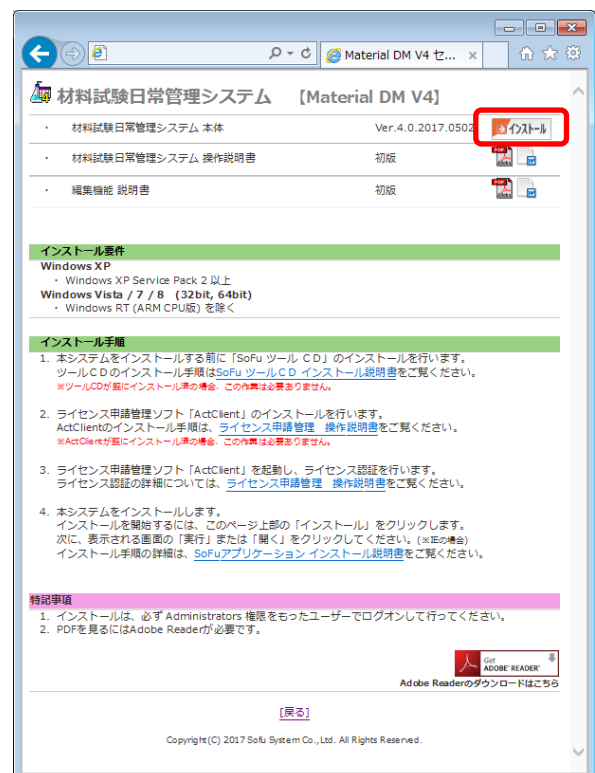 Material DM V4 セ...
材料試験日常管理システム 【Material DM V4】
・ 材料試験日常管理システム 本体 Ver.4.0.2017.0502 インストール
・ 材料試験日常管理システム 操作説明書 初版
・ 編集機能 説明書 初版
インストール要件
Windows XP
・ Windows XP Service Pack 2 以上
Windows Vista / 7 / 8 (32bit, 64bit)
・ Windows RT (ARM CPU版) を除く
インストール手順
1. 本システムをインストールする前に「SoFu ツール ＣＤ」のインストールを行います。
ツールＣＤのインストール手順はSoFu ツールＣＤ インストール説明書をご覧ください。
※ツールCDが既にインストール済の場合、この作業は必要ありません。
2. ライセンス申請管理ソフト「ActClient」のインストールを行います。
ActClientのインストール手順は、ライセンス申請管理 操作説明書をご覧ください。
※ActClientが既にインストール済の場合、この作業は必要ありません。
3. ライセンス申請管理ソフト「ActClient」を起動し、ライセンス認証を行います。
ライセンス認証の詳細については、ライセンス申請管理 操作説明書をご覧ください。
4. 本システムをインストールします。
インストールを開始するには、このページ上部の「インストール」をクリックします。
次に、表示される画面の「実行」または「開く」をクリックしてください。(※IEの場合)
インストール手順の詳細は、SoFuアプリケーション インストール説明書をご覧ください。
特記事項
1. インストールは、必ず Administrators 権限をもったユーザーでログオンして行ってください。
2. PDFを見るにはAdobe Readerが必要です。
Get
ADOBE® READER®
Adobe Readerのダウンロードはこちら
[戻る]
Copyright(C) 2017 Sofu System Co., Ltd. All Rights Reserved.